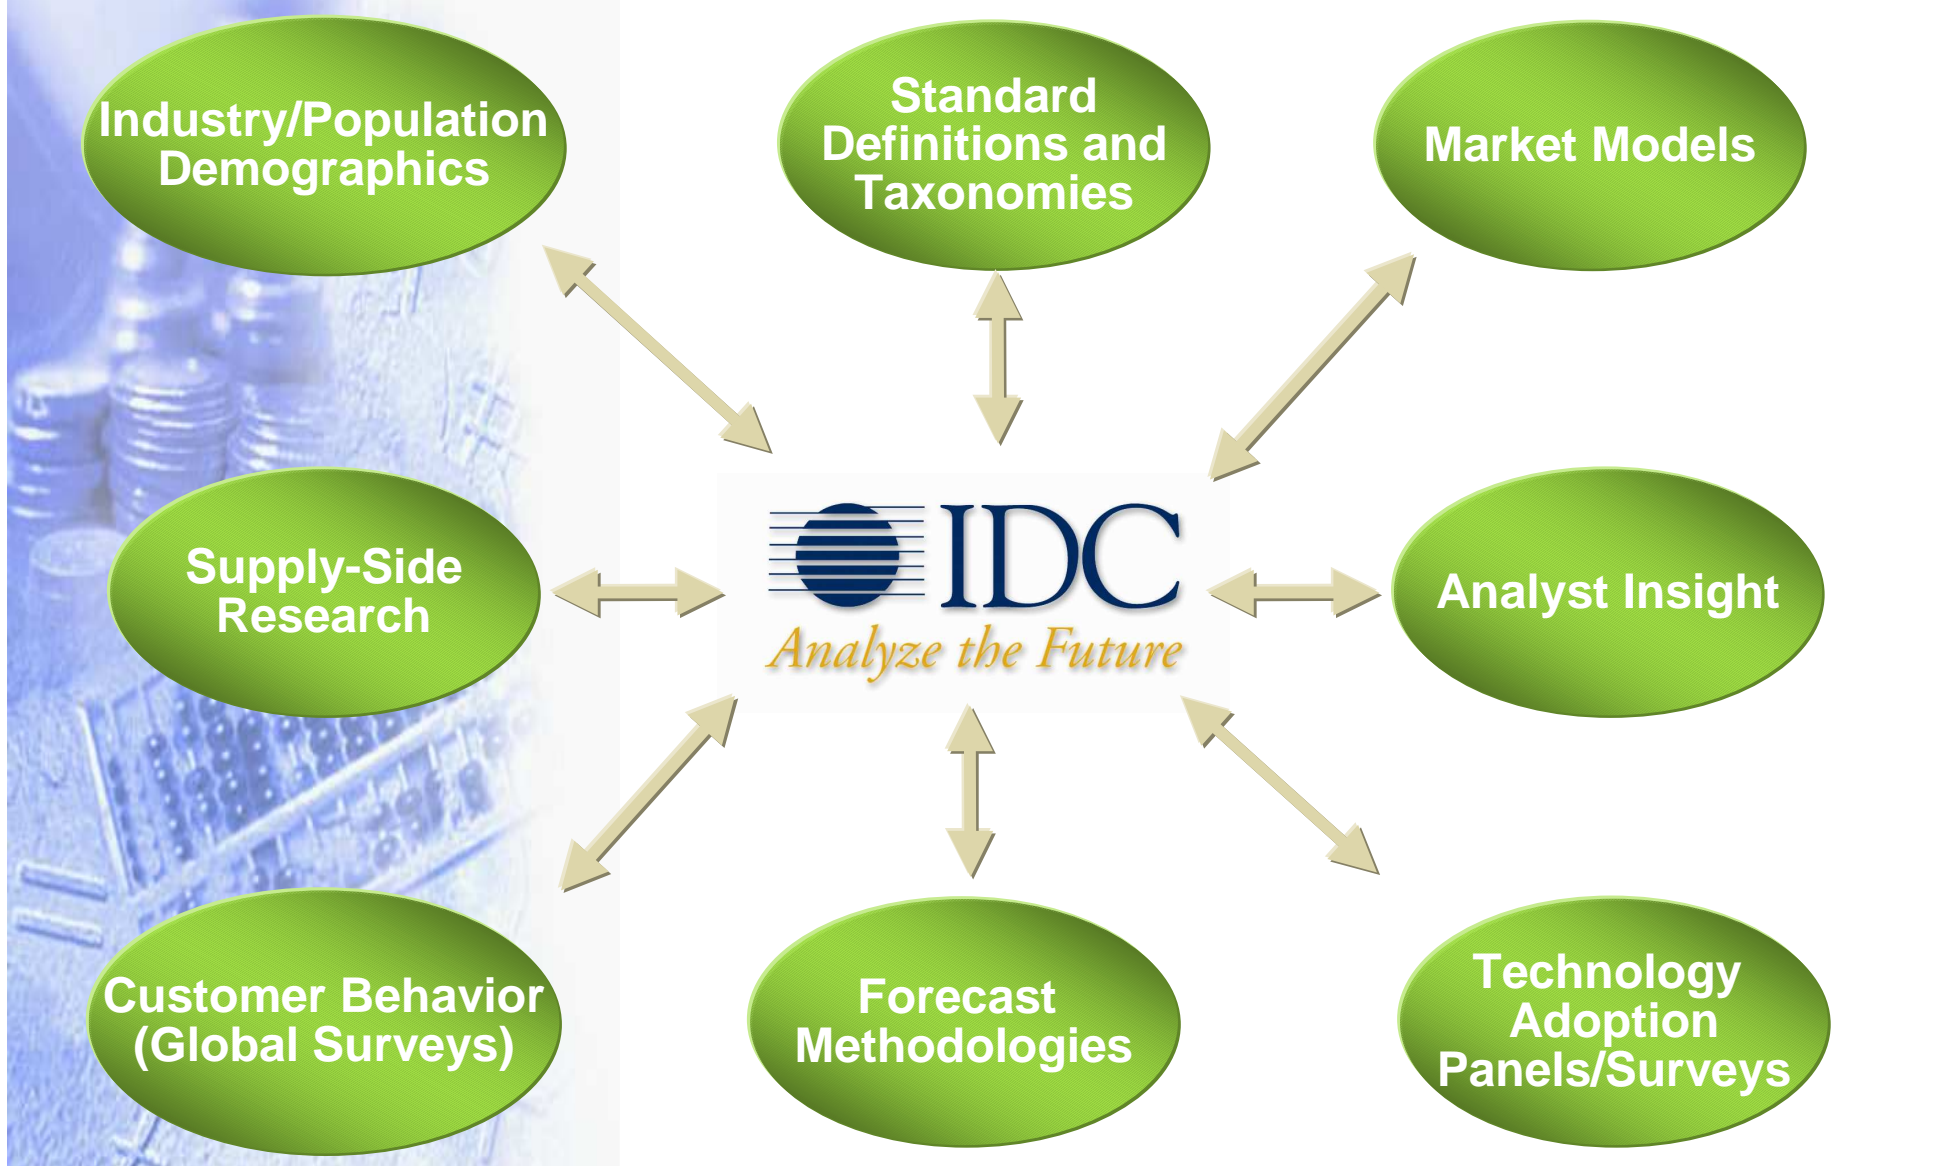 Industry/Population
Demographics
Standard
Definitions and
Taxonomies
Market Models
Supply-Side
Research
IDC
Analyze the Future
Analyst Insight
Customer Behavior
(Global Surveys)
Forecast
Methodologies
Technology
Adoption
Panels/Surveys